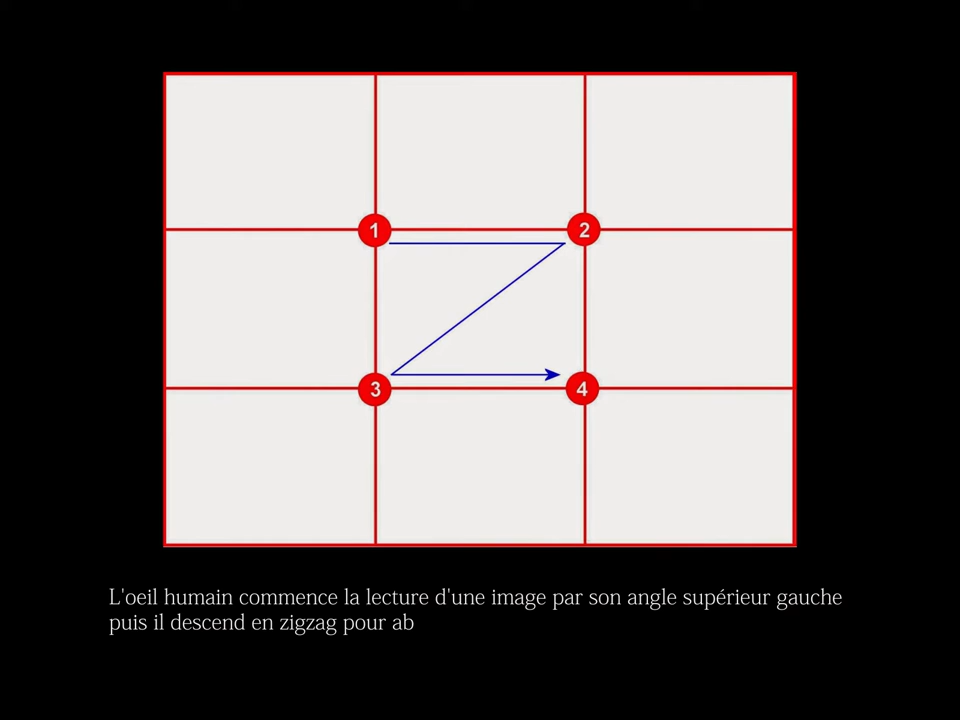 1
2
3
4
L'oeil humain commence la lecture d'une image par son angle supérieur gauche
puis il descend en zigzag pour ab